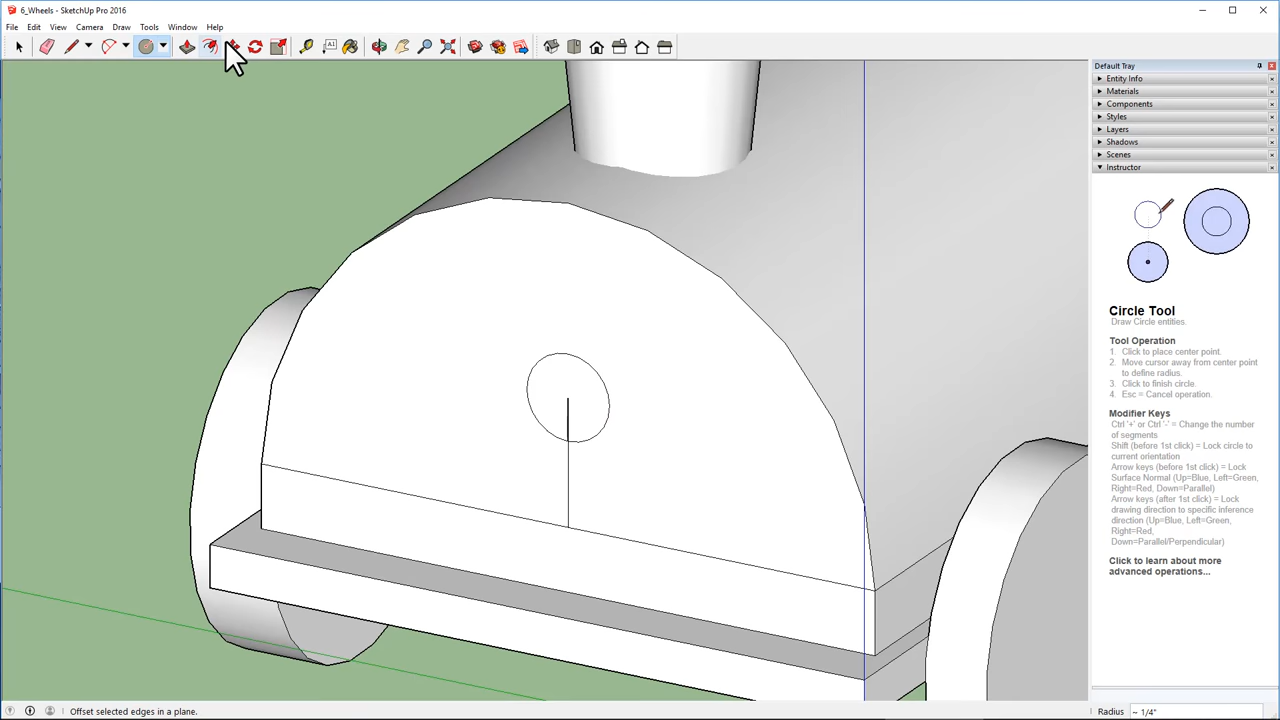 6_Wheels - SketchUp Pro 2016
File Edit View Camera Draw Tools Window Help
A1
Default Tray
Entity Info
Materials
Components
Styles
Layers
Shadows
Scenes
Instructor
Circle Tool
Draw Circle entities.
Tool Operation
1. Click to place center point.
2. Move cursor away from center point
to define radius.
3. Click to finish circle.
4. Esc = Cancel operation.
Modifier Keys
Ctrl '+' or Ctrl '-' = Change the number
of segments
Shift (before 1st click) = Lock circle to
current orientation
Arrow keys (before 1st click) = Lock
Surface Normal (Up=Blue, Left=Green,
Right=Red, Down=Parallel)
Arrow keys (after 1st click) = Lock
drawing direction to specific inference
direction (Up=Blue, Left=Green,
Right=Red,
Down=Parallel/Perpendicular)
Click to learn about more
advanced operations...
Offset selected edges in a plane.
Radius ~ 1/4"